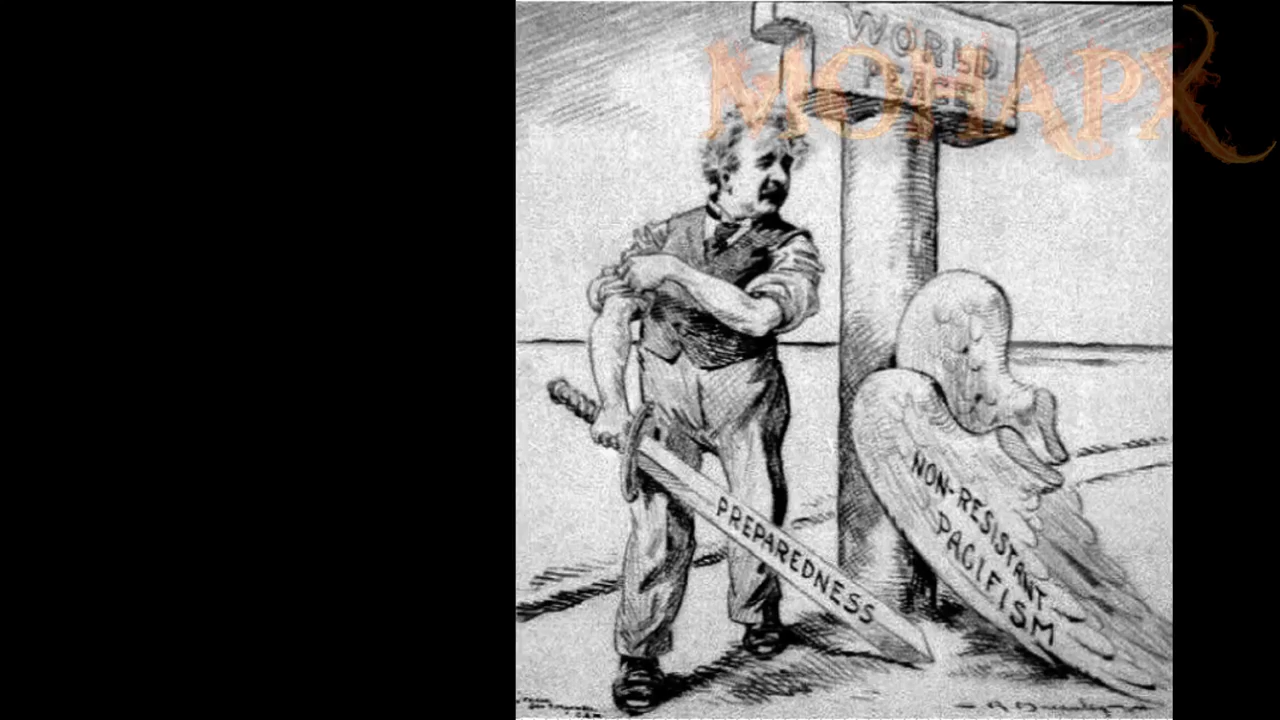 WORLD
PEACE
МОНАРХ
PREPAREDNESS
NON-RESISTANT
PACIFISM